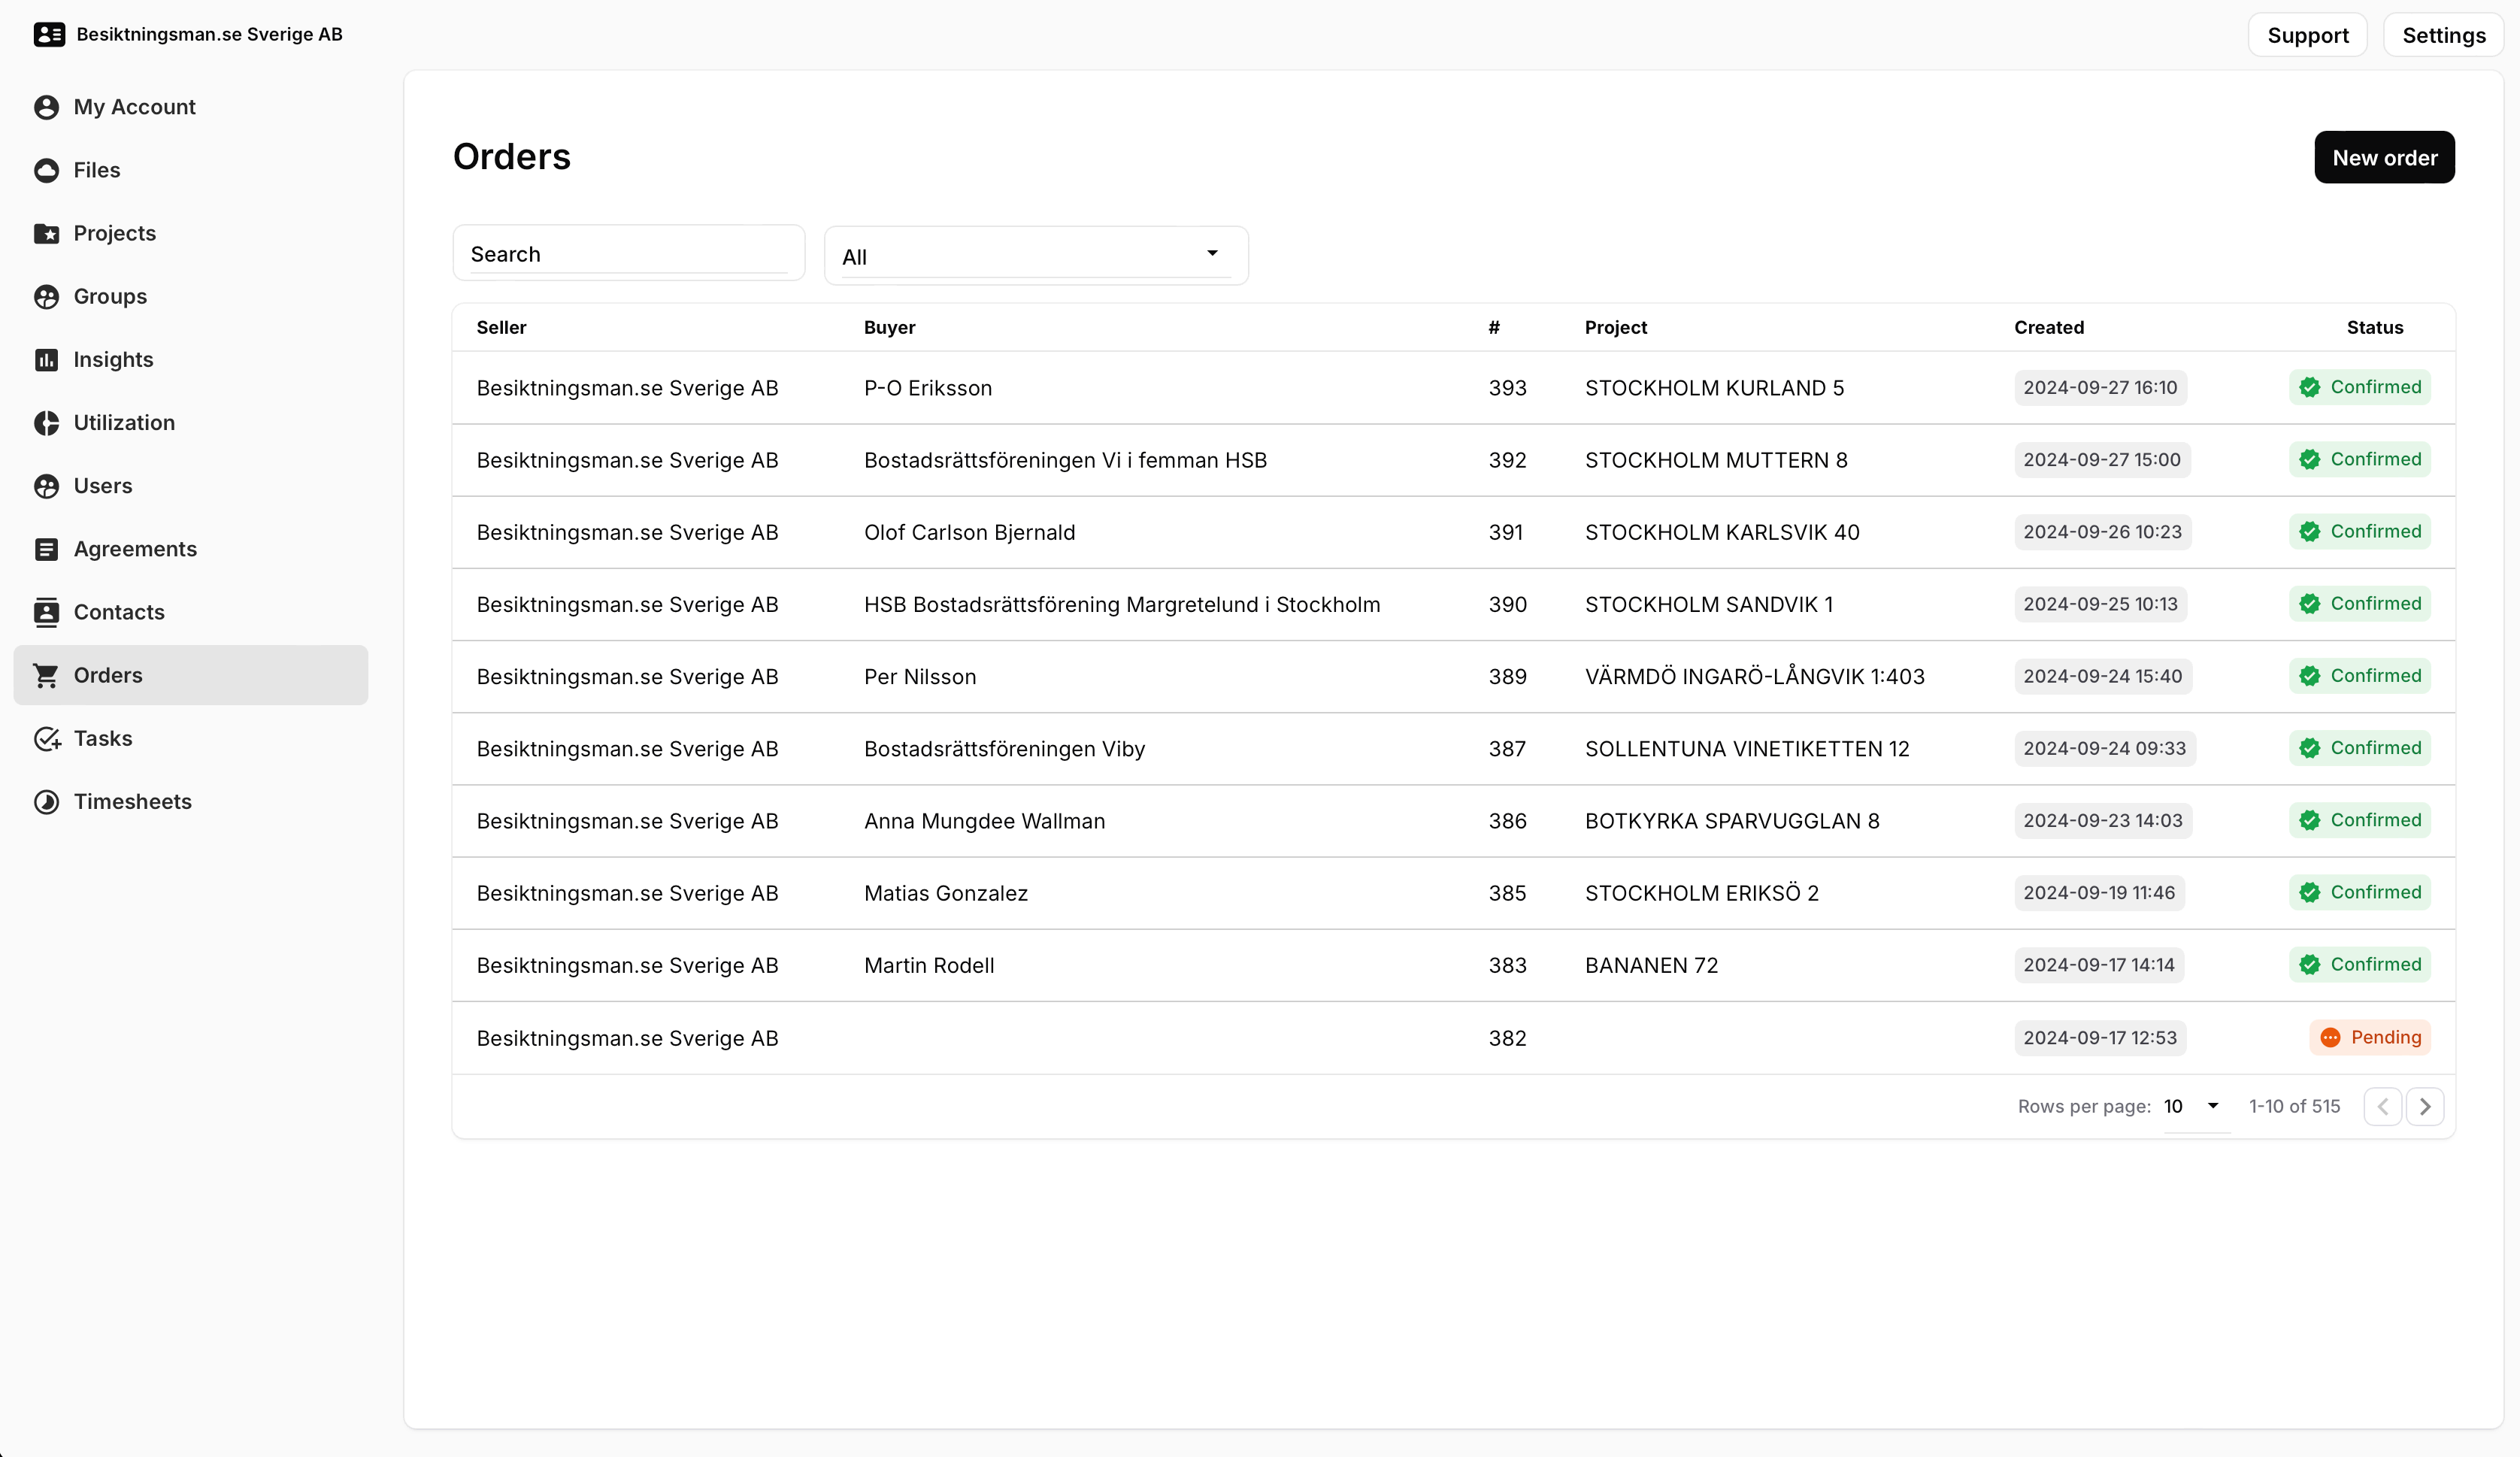 Besiktningsman.se Sverige AB
Support
Settings
My Account
Files
Projects
Groups
Insights
Utilization
Users
Agreements
Contacts
Orders
Tasks
Timesheets
Orders
New order
Search
All
Seller Buyer # Project Created Status
Besiktningsman.se Sverige AB P-O Eriksson 393 STOCKHOLM KURLAND 5 2024-09-27 16:10 Confirmed
Besiktningsman.se Sverige AB Bostadsrättsföreningen Vi i femman HSB 392 STOCKHOLM MUTTERN 8 2024-09-27 15:00 Confirmed
Besiktningsman.se Sverige AB Olof Carlson Bjernald 391 STOCKHOLM KARLSVIK 40 2024-09-26 10:23 Confirmed
Besiktningsman.se Sverige AB HSB Bostadsrättsförening Margretelund i Stockholm 390 STOCKHOLM SANDVIK 1 2024-09-25 10:13 Confirmed
Besiktningsman.se Sverige AB Per Nilsson 389 VÄRMDÖ INGARÖ-LÅNGVIK 1:403 2024-09-24 15:40 Confirmed
Besiktningsman.se Sverige AB Bostadsrättsföreningen Viby 387 SOLLENTUNA VINETIKETTEN 12 2024-09-24 09:33 Confirmed
Besiktningsman.se Sverige AB Anna Mungdee Wallman 386 BOTKYRKA SPARVUGGLAN 8 2024-09-23 14:03 Confirmed
Besiktningsman.se Sverige AB Matias Gonzalez 385 STOCKHOLM ERIKSÖ 2 2024-09-19 11:46 Confirmed
Besiktningsman.se Sverige AB Martin Rodell 383 BANANEN 72 2024-09-17 14:14 Confirmed
Besiktningsman.se Sverige AB 382 2024-09-17 12:53 Pending
Rows per page: 10 1-10 of 515